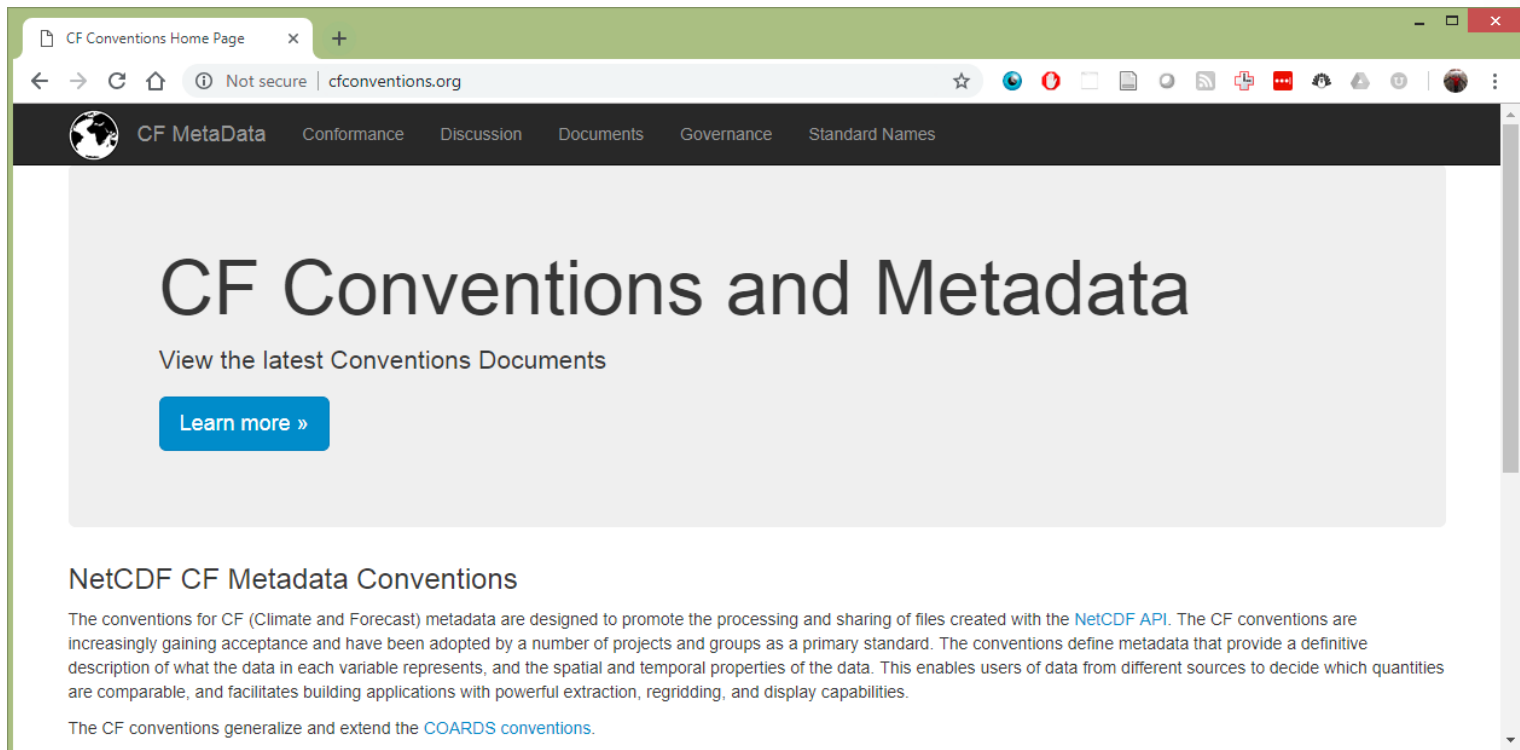 CF Conventions Home Page
Not secure | cfconventions.org
CF MetaData Conformance Discussion Documents Governance Standard Names
CF Conventions and Metadata
View the latest Conventions Documents
Learn more »
NetCDF CF Metadata Conventions
The conventions for CF (Climate and Forecast) metadata are designed to promote the processing and sharing of files created with the NetCDF API. The CF conventions are
increasingly gaining acceptance and have been adopted by a number of projects and groups as a primary standard. The conventions define metadata that provide a definitive
description of what the data in each variable represents, and the spatial and temporal properties of the data. This enables users of data from different sources to decide which quantities
are comparable, and facilitates building applications with powerful extraction, regridding, and display capabilities.
The CF conventions generalize and extend the COARDS conventions.